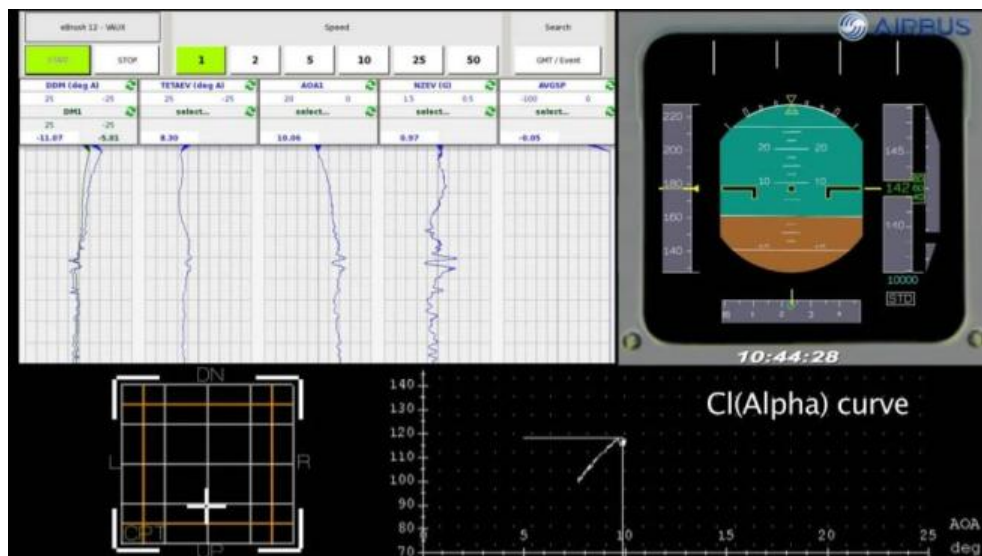 Speed
Search
START
STOP
1
2
5
10
25
50
GMT / Event
DDM (deg A)
TETAEV (deg A)
AOA1
NZEV (G)
AVGSP
25 -25
25 -25
20 0
1.5 0.5
-100 0
DM1
select...
select...
select...
select...
25 -25
-11.07 -5.81
8.30
10.06
0.97
-0.05
AIRBUS
220
200
180
160
140
20 20
10 10
145
142
140
10000
STD
10:44:28
DN
L
R
CPT
UP
Cl(Alpha) curve
140
130
120
110
100
90
80
70
0 5 10 15 20 25
AOA
deg